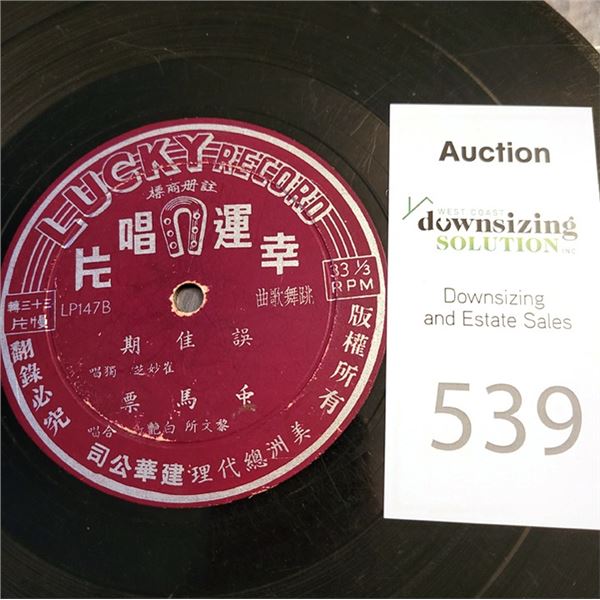 LUCKY RECORD
註册商標
幸運唱片
LP147B
33 1/3 RPM
三十三轉
慢片
跳舞歌曲
誤佳期
崔妙芝 獨唱
馬票
黎文所 白艷 合唱
版權所有
翻錄必究
美洲總代理建華公司
Auction
WEST COAST
downsizing
SOLUTION INC
Downsizing
and Estate Sales
539